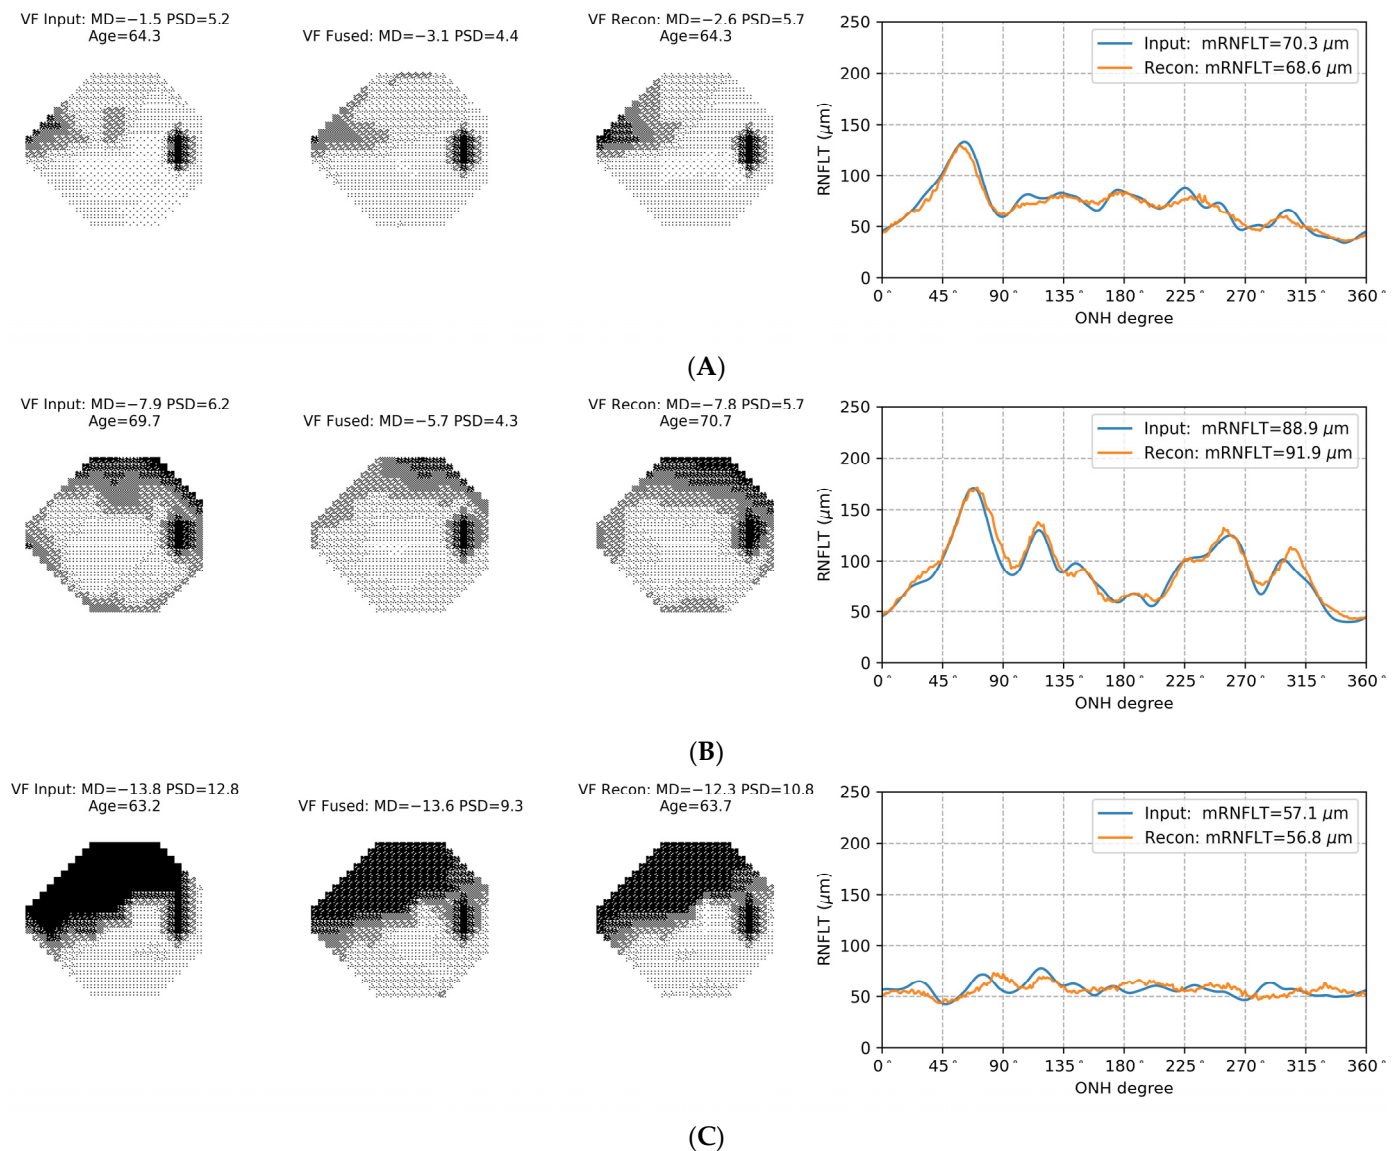 VF Input: MD=−1.5 PSD=5.2
Age=64.3
VF Fused: MD=−3.1 PSD=4.4
VF Recon: MD=−2.6 PSD=5.7
Age=64.3
250
200
150
100
50
0
RNFLT (μm)
Input: mRNFLT=70.3 μm
Recon: mRNFLT=68.6 μm
0° 45° 90° 135° 180° 225° 270° 315° 360°
ONH degree
(A)
VF Input: MD=−7.9 PSD=6.2
Age=69.7
VF Fused: MD=−5.7 PSD=4.3
VF Recon: MD=−7.8 PSD=5.7
Age=70.7
250
200
150
100
50
0
RNFLT (μm)
Input: mRNFLT=88.9 μm
Recon: mRNFLT=91.9 μm
0° 45° 90° 135° 180° 225° 270° 315° 360°
ONH degree
(B)
VF Input: MD=−13.8 PSD=12.8
Age=63.2
VF Fused: MD=−13.6 PSD=9.3
VF Recon: MD=−12.3 PSD=10.8
Age=63.7
250
200
150
100
50
0
RNFLT (μm)
Input: mRNFLT=57.1 μm
Recon: mRNFLT=56.8 μm
0° 45° 90° 135° 180° 225° 270° 315° 360°
ONH degree
(C)